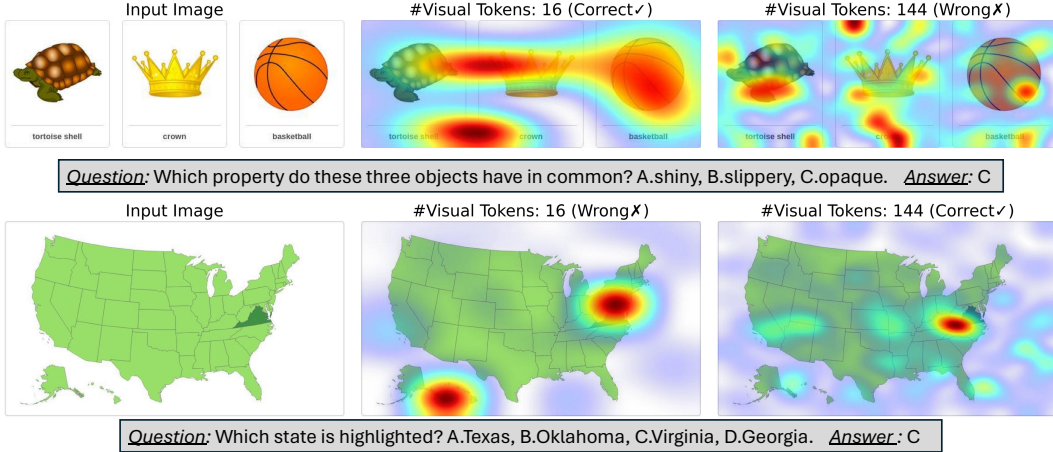 Input Image #Visual Tokens: 16 (Correct✓) #Visual Tokens: 144 (Wrong✗)
tortoise shell crown basketball tortoise shell crown basketball tortoise shell crown basketball
Question: Which property do these three objects have in common? A.shiny, B.slippery, C.opaque. Answer: C
Input Image #Visual Tokens: 16 (Wrong✗) #Visual Tokens: 144 (Correct✓)
Question: Which state is highlighted? A.Texas, B.Oklahoma, C.Virginia, D.Georgia. Answer : C